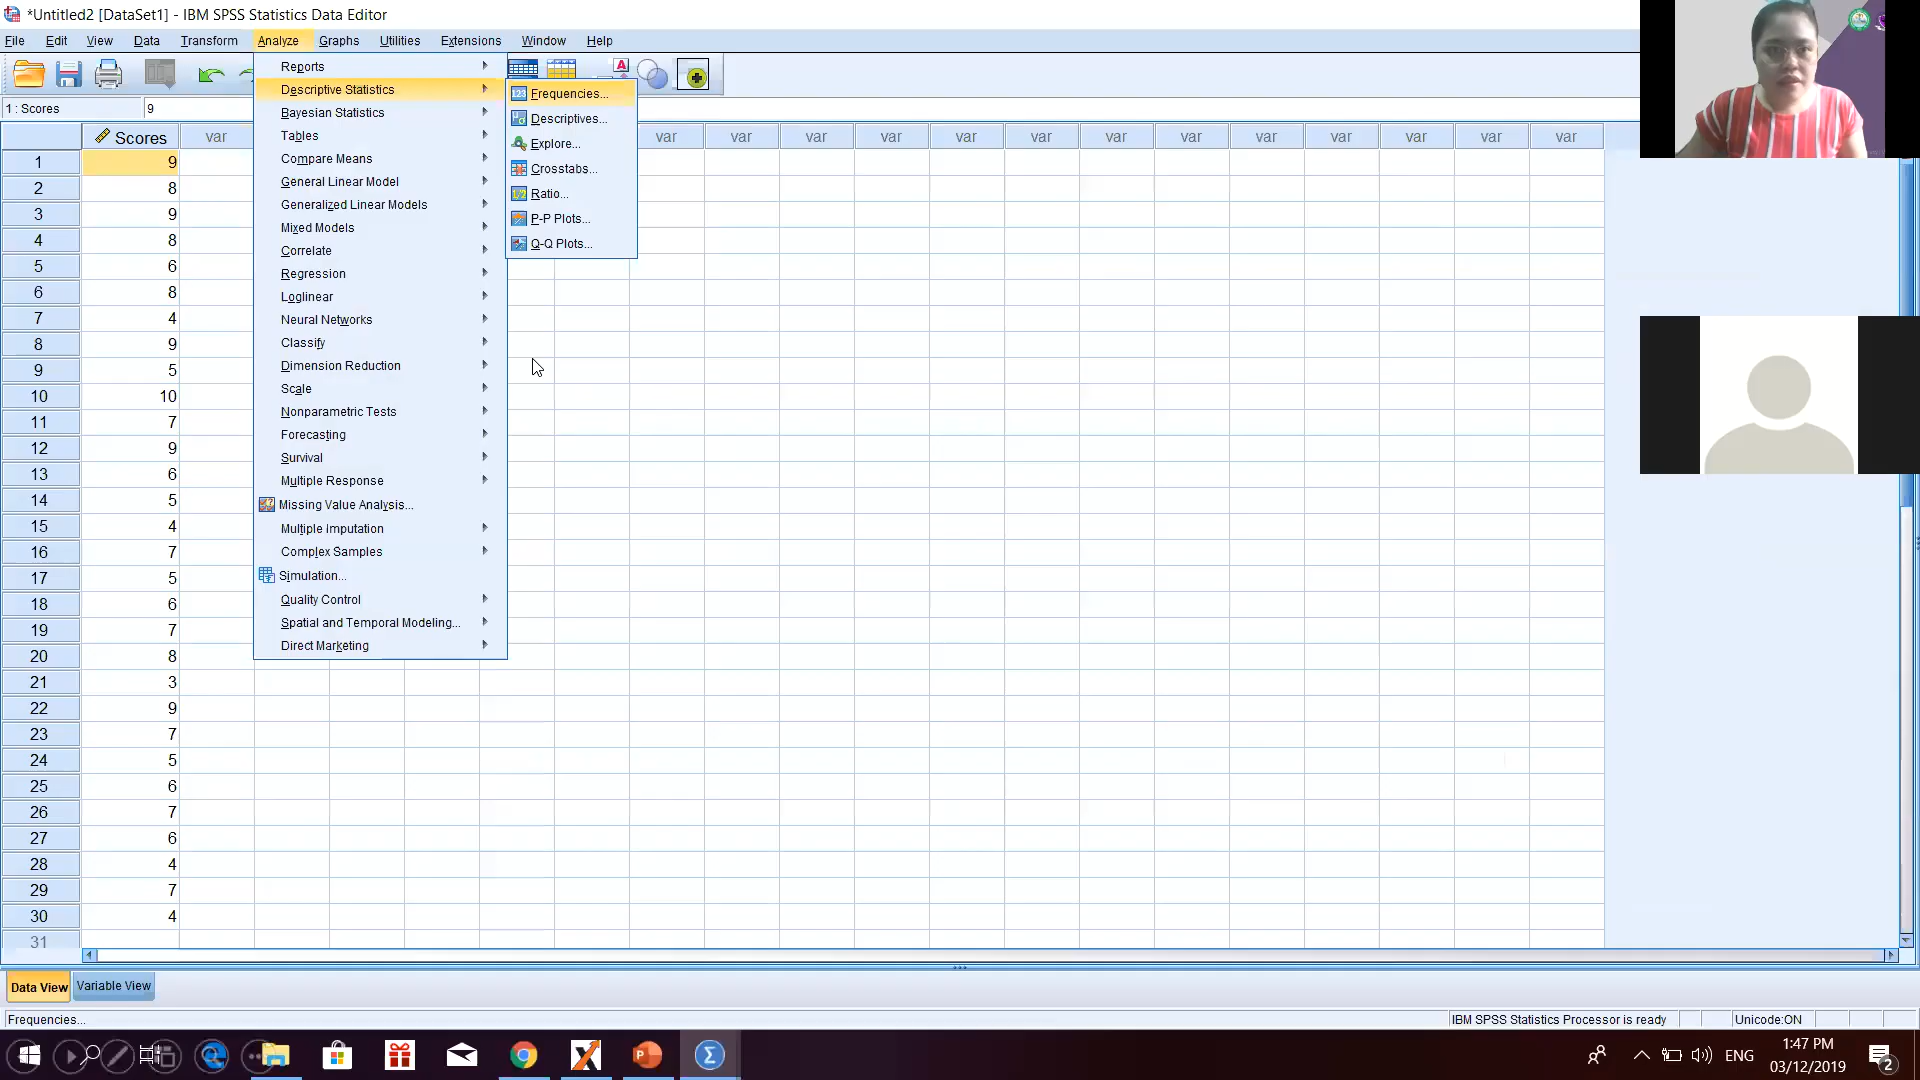 *Untitled2 [DataSet1] - IBM SPSS Statistics Data Editor
File Edit View Data Transform Analyze Graphs Utilities Extensions Window Help
1 : Scores 9
Scores var var var var var var var var var var var var var var
1 9
2 8
3 9
4 8
5 6
6 8
7 4
8 9
9 5
10 10
11 7
12 9
13 6
14 5
15 4
16 7
17 5
18 6
19 7
20 8
21 3
22 9
23 7
24 5
25 6
26 7
27 6
28 4
29 7
30 4
31
Reports
Descriptive Statistics
Bayesian Statistics
Tables
Compare Means
General Linear Model
Generalized Linear Models
Mixed Models
Correlate
Regression
Loglinear
Neural Networks
Classify
Dimension Reduction
Scale
Nonparametric Tests
Forecasting
Survival
Multiple Response
Missing Value Analysis...
Multiple Imputation
Complex Samples
Simulation...
Quality Control
Spatial and Temporal Modeling...
Direct Marketing
Frequencies...
Descriptives...
Explore...
Crosstabs...
Ratio...
P-P Plots...
Q-Q Plots...
Data View Variable View
Frequencies... IBM SPSS Statistics Processor is ready Unicode:ON
ENG 1:47 PM
03/12/2019 2